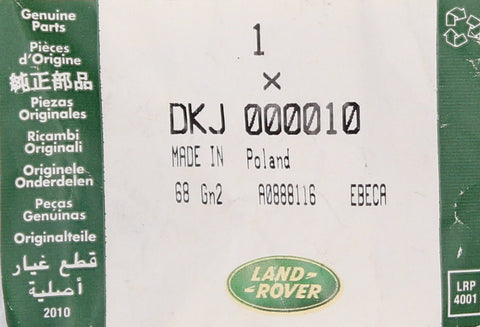 Genuine
Parts
Pièces
d'Origine
純正部品
Piezas
Originales
Ricambi
Originali
Originele
Onderdelen
Peças
Genuinas
Originalteile
قطع غيار
أصلية
2010
1
×
DKJ 000010
MADE IN Poland
68 Gn2 A0888116 EBECA
LAND-
-ROVER
LRP
4001